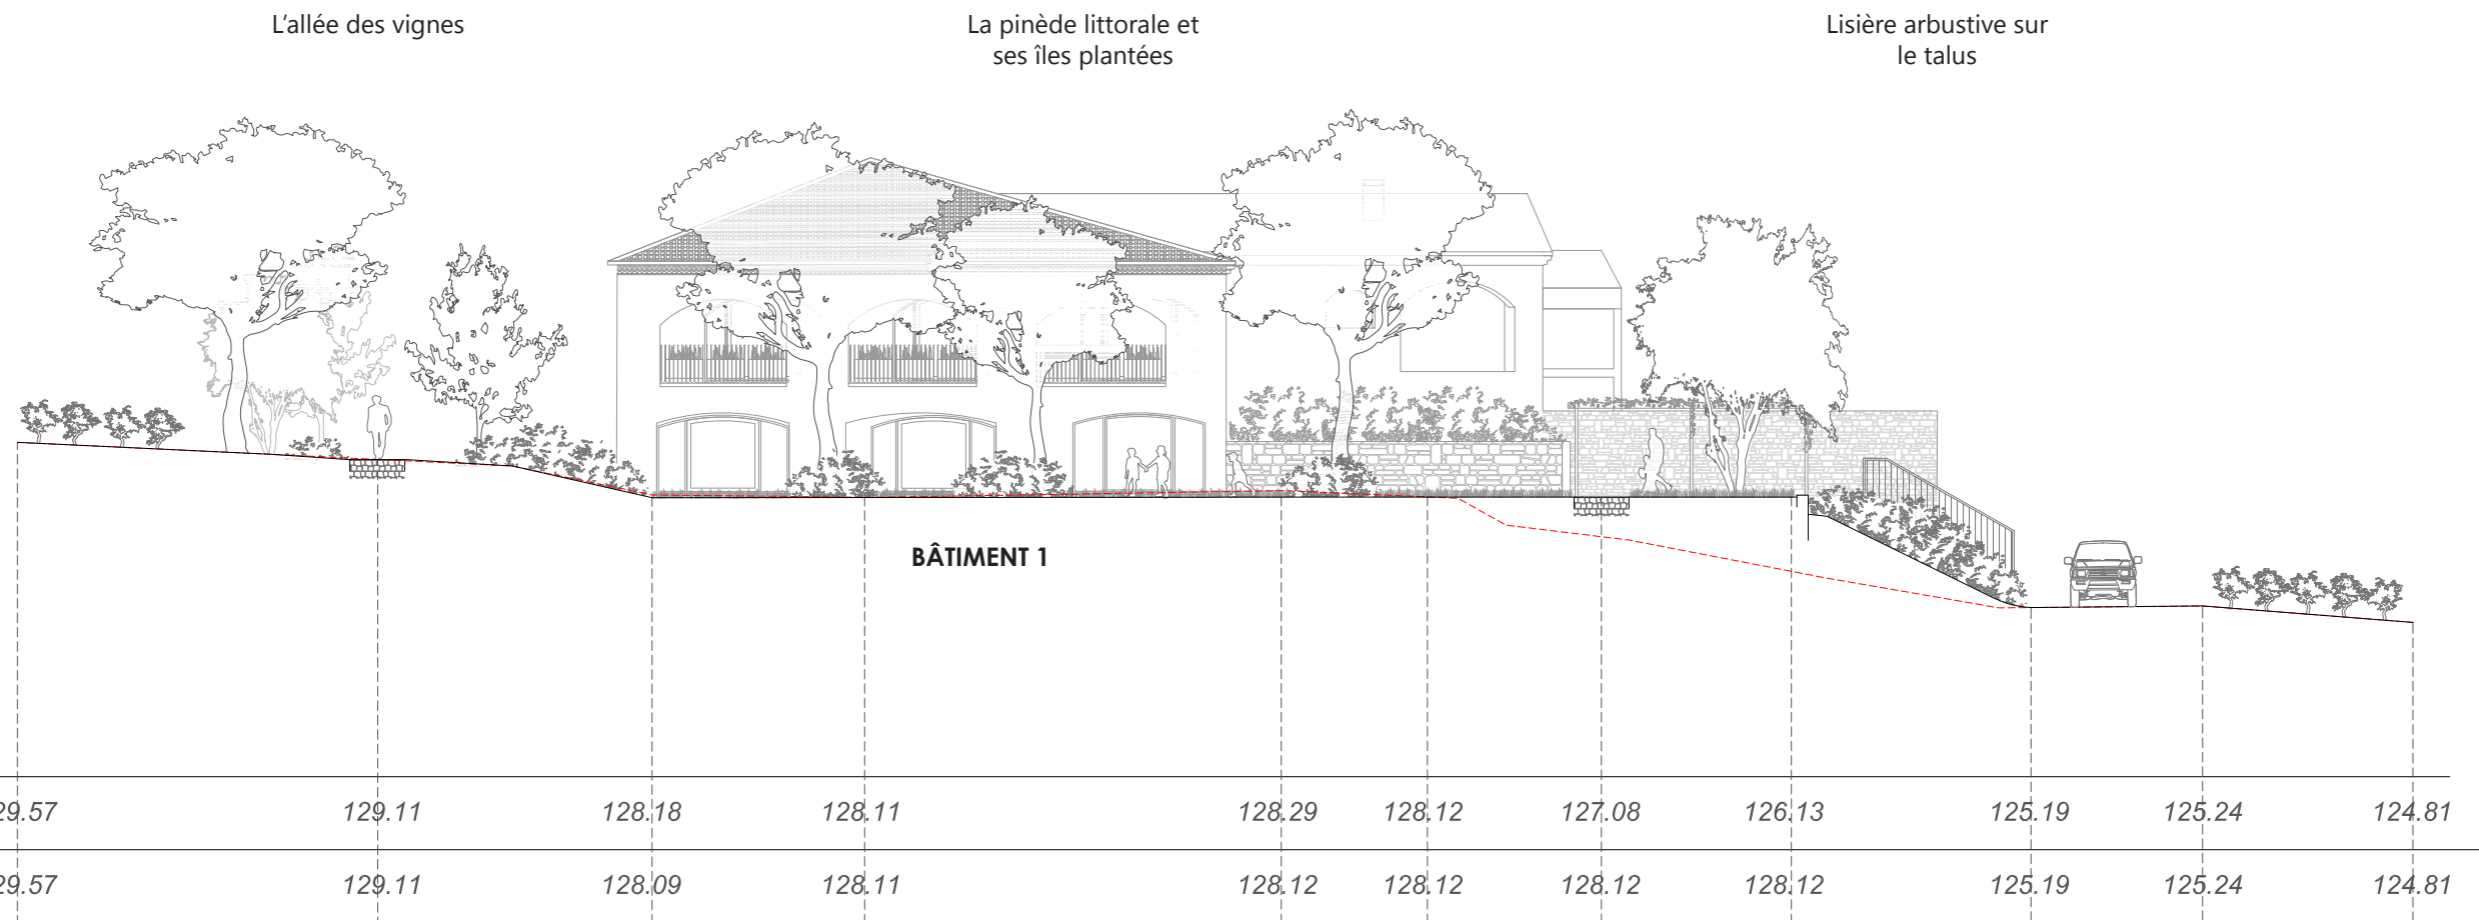 L'allée des vignes
La pinède littorale et
ses îles plantées
Lisière arbustive sur
le talus
BÂTIMENT 1
29.57 129.11 128.18 128.11 128.29 128.12 127.08 126.13 125.19 125.24 124.81
29.57 129.11 128.09 128.11 128.12 128.12 128.12 128.12 125.19 125.24 124.81